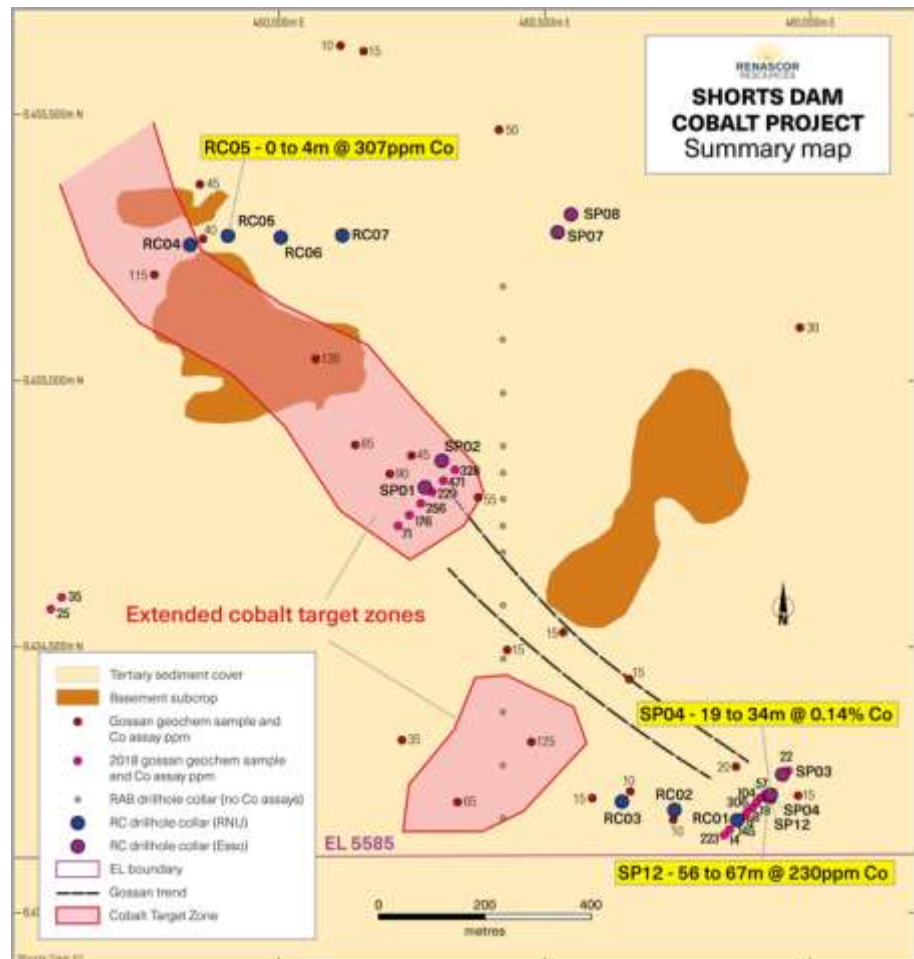 460,500m E
RENASCOR
RESOURCES
SHORTS DAM
COBALT PROJECT
Summary map
10
15
50
RC05 - 0 to 4m @ 307ppm Co
45
40
RC04
RC05
RC06
RC07
SP08
SP07
115
30
65
45
SP02
90
328
SP01
471
229
55
256
176
71
35
25
Extended cobalt target zones
N
15
15
15
Tertiary sediment cover
Basement subcrop
Gossan geochem sample and
Co assay ppm
2018 gossan geochem sample
and Co assay ppm
RAB drillhole collar (no Co assays)
RC drillhole collar (RNU)
RC drillhole collar (Esso)
EL boundary
Gossan trend
Cobalt Target Zone
SP04 - 19 to 34m @ 0.14% Co
35
125
65
20
22
SP03
57
104
15
SP04
SP12
10
15
RC03
RC02
10
RC01
223
14
EL 5585
SP12 - 56 to 67m @ 230ppm Co
0
200
400
metres